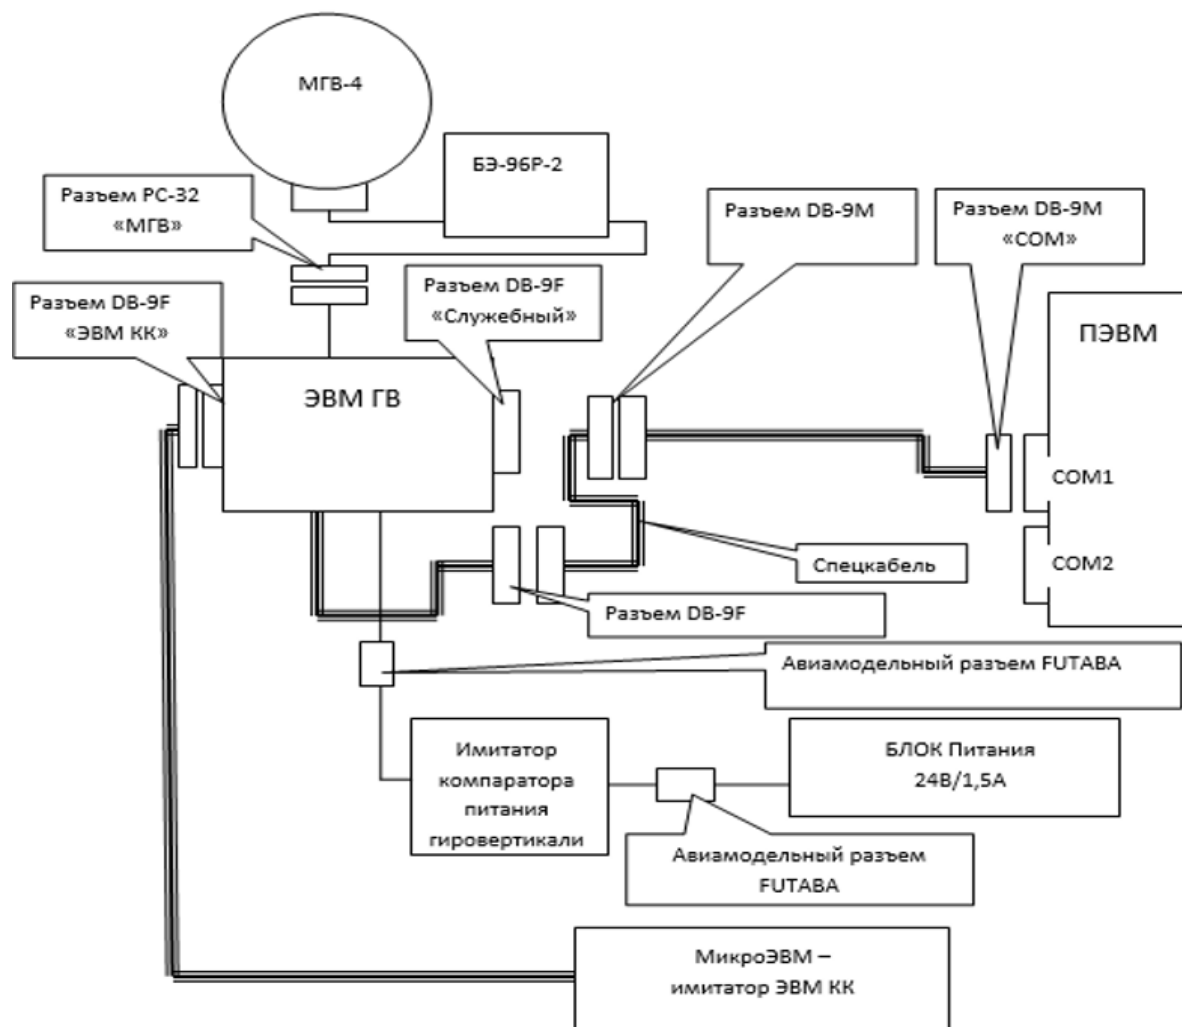 МГВ-4
БЭ-96Р-2
Разъем РС-32
«МГВ»
Разъем DB-9M
Разъем DB-9M
«СОМ»
Разъем DB-9F
«ЭВМ КК»
Разъем DB-9F
«Служебный»
ПЭВМ
ЭВМ ГВ
COM1
COM2
Спецкабель
Разъем DB-9F
Авиамодельный разъем FUTABA
Имитатор
компаратора
питания
гировертикали
БЛОК Питания
24В/1,5А
Авиамодельный разъем
FUTABA
МикроЭВМ –
имитатор ЭВМ КК